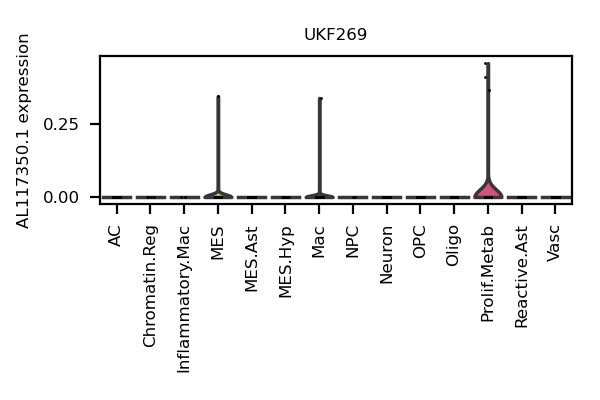 UKF269
AL117350.1 expression
0.25
0.00
AC
Chromatin.Reg
Inflammatory.Mac
MES
MES.Ast
MES.Hyp
Mac
NPC
Neuron
OPC
Oligo
Prolif.Metab
Reactive.Ast
Vasc